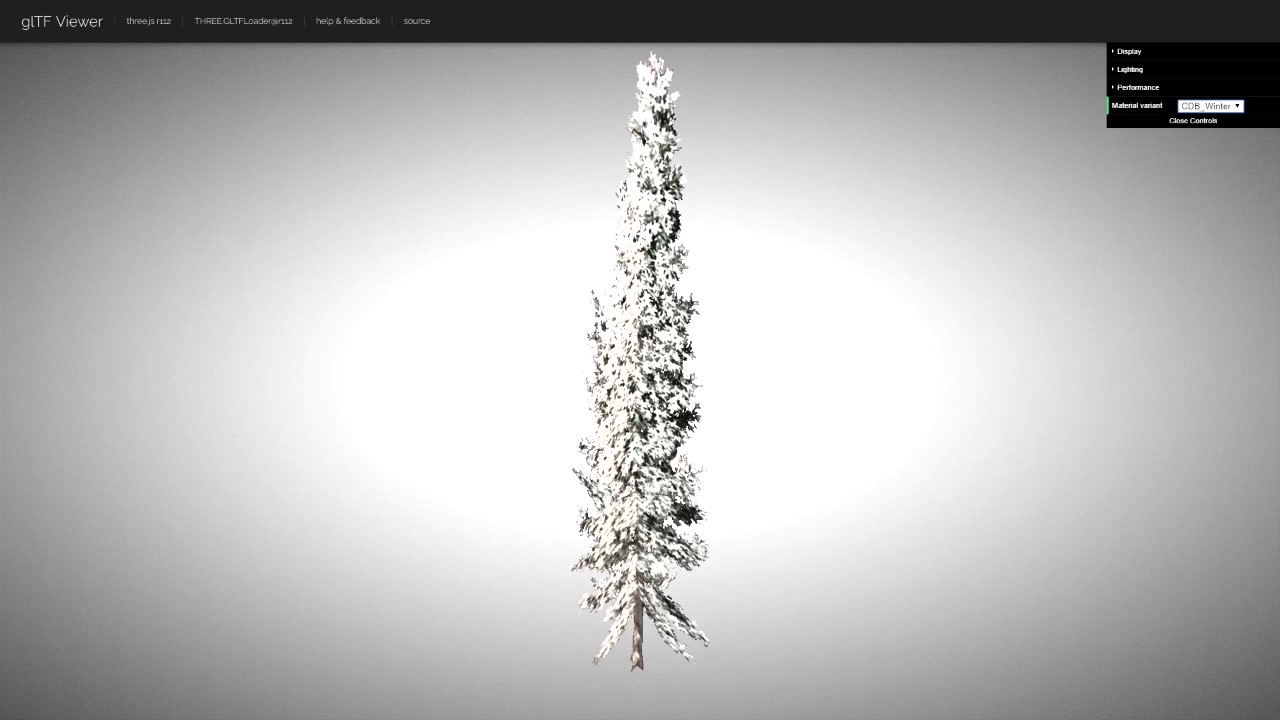 glTF Viewer three.js r112 THREE.GLTFLoader@r112 help & feedback source
Display
Lighting
Performance
Material variant CDB_Winter
Close Controls